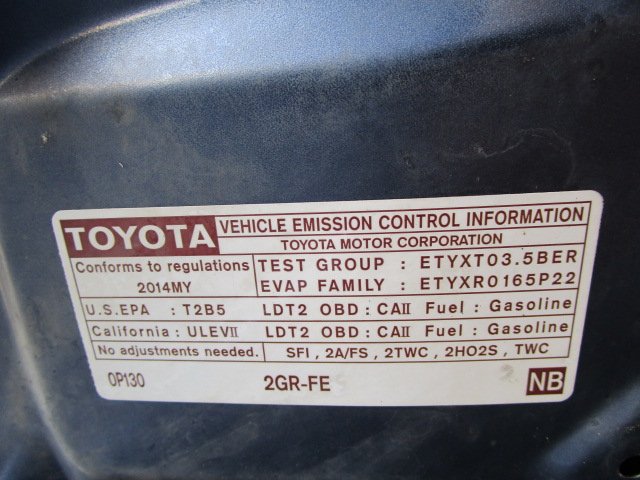 TOYOTA VEHICLE EMISSION CONTROL INFORMATION
TOYOTA MOTOR CORPORATION
Conforms to regulations TEST GROUP : ETYXT03.5BER
2014MY EVAP FAMILY : ETYXR0165P22
U.S.EPA : T2B5 LDT2 OBD : CAII Fuel : Gasoline
California : ULEVII LDT2 OBD : CAII Fuel : Gasoline
No adjustments needed. SFI , 2A/FS , 2TWC , 2HO2S , TWC
0P130 2GR-FE NB